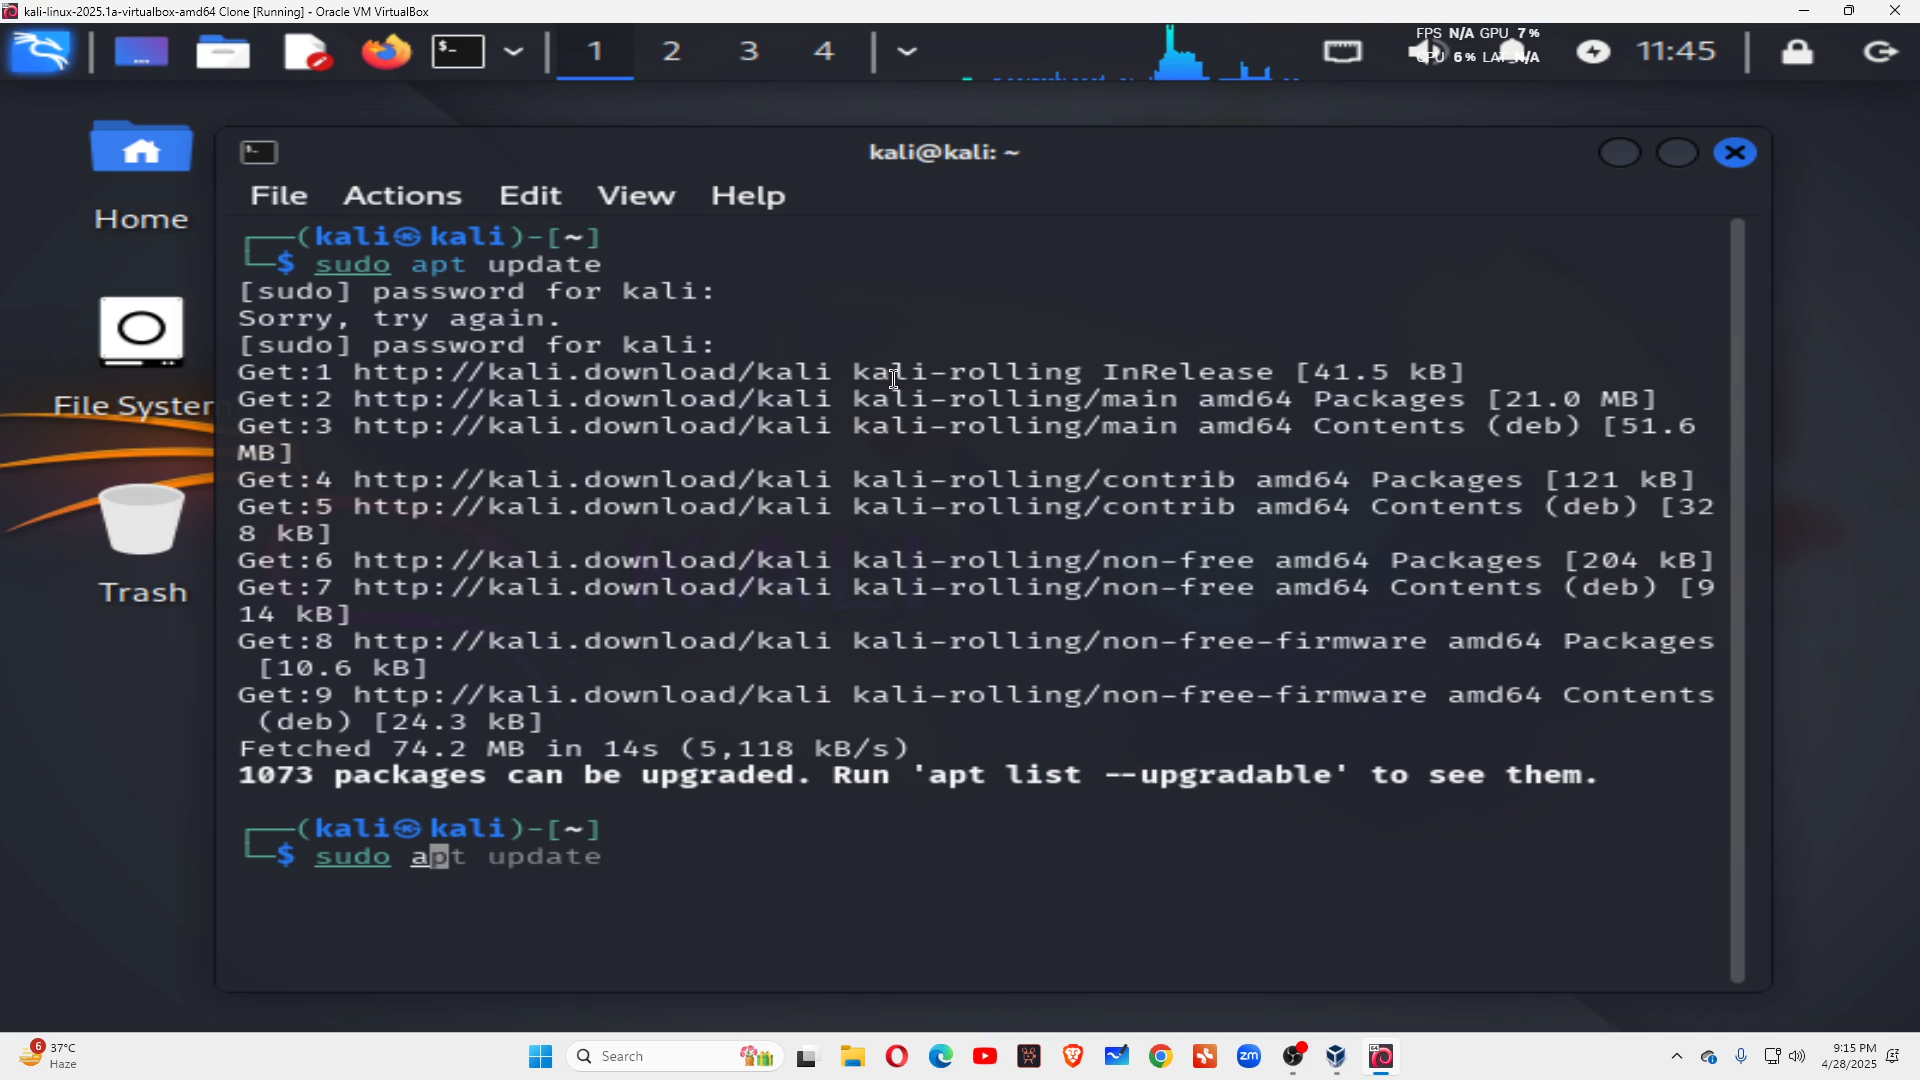 kali-linux-2025.1a-virtualbox-amd64 Clone [Running] - Oracle VM VirtualBox
1 2 3 4
FPS N/A GPU 7%
CPU 6% LAT N/A
11:45
kali@kali: ~
File Actions Edit View Help
Home
File System
Trash
┌──(kali㉿kali)-[~]
└─$ sudo apt update
[sudo] password for kali:
Sorry, try again.
[sudo] password for kali:
Get:1 http://kali.download/kali kali-rolling InRelease [41.5 kB]
Get:2 http://kali.download/kali kali-rolling/main amd64 Packages [21.0 MB]
Get:3 http://kali.download/kali kali-rolling/main amd64 Contents (deb) [51.6
MB]
Get:4 http://kali.download/kali kali-rolling/contrib amd64 Packages [121 kB]
Get:5 http://kali.download/kali kali-rolling/contrib amd64 Contents (deb) [32
8 kB]
Get:6 http://kali.download/kali kali-rolling/non-free amd64 Packages [204 kB]
Get:7 http://kali.download/kali kali-rolling/non-free amd64 Contents (deb) [9
14 kB]
Get:8 http://kali.download/kali kali-rolling/non-free-firmware amd64 Packages
[10.6 kB]
Get:9 http://kali.download/kali kali-rolling/non-free-firmware amd64 Contents
(deb) [24.3 kB]
Fetched 74.2 MB in 14s (5,118 kB/s)
1073 packages can be upgraded. Run 'apt list --upgradable' to see them.
┌──(kali㉿kali)-[~]
└─$ sudo apt update
6
37°C
Haze
Search
zm
9:15 PM
4/28/2025